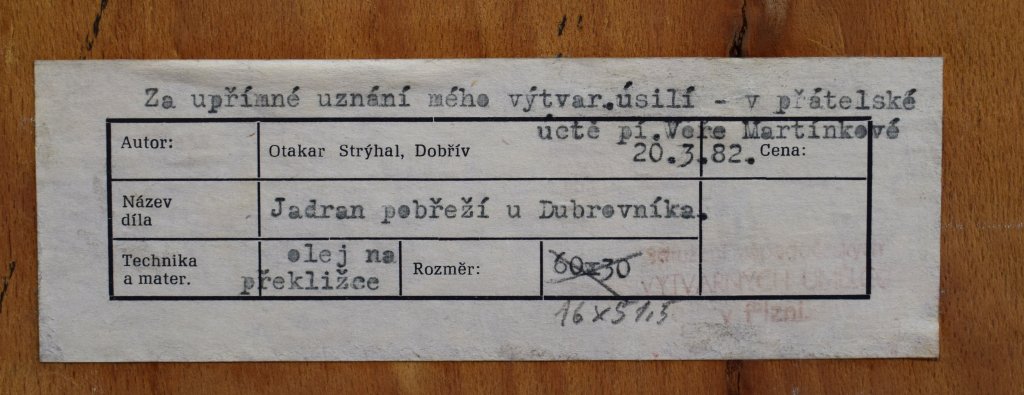 Za upřímné uznání mého výtvar.úsilí - v přátelské
úctě pí.Veře Martínkové
20.3.82.
Autor: Otakar Strýhal, Dobřív Cena:
Název díla Jadran pobřeží u Dubrovníka.
Technika a mater. olej na překližce Rozměr: 60x30
16x51,5
v Plzni